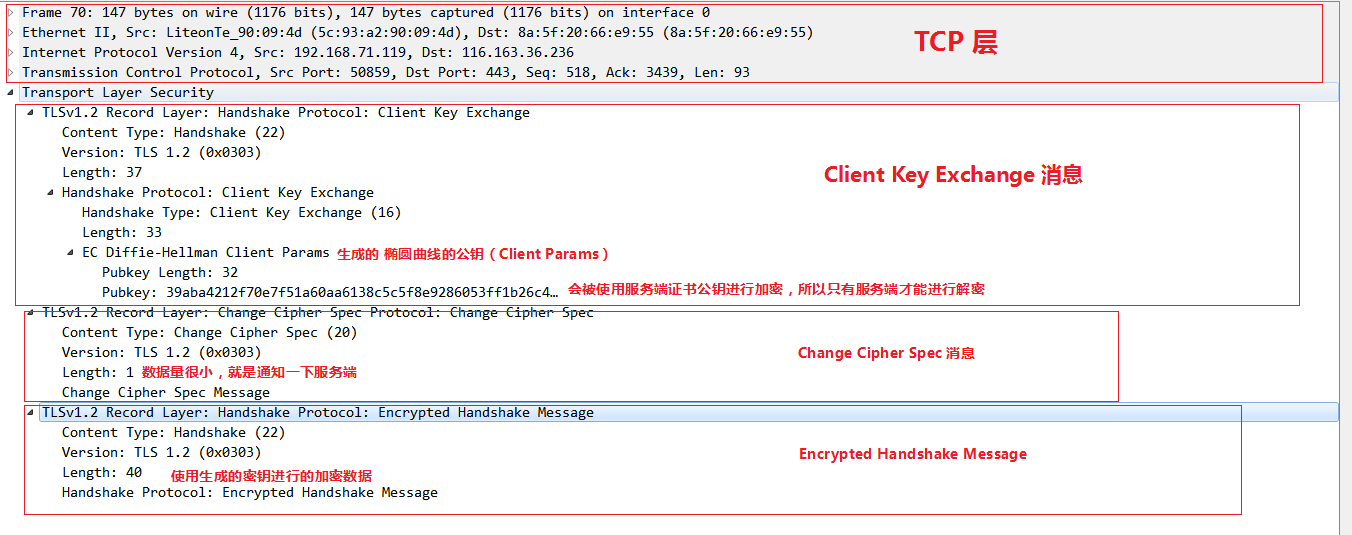 Frame 70: 147 bytes on wire (1176 bits), 147 bytes captured (1176 bits) on interface 0
Ethernet II, Src: LiteonTe_90:09:4d (5c:93:a2:90:09:4d), Dst: 8a:5f:20:66:e9:55 (8a:5f:20:66:e9:55)
TCP 层
Internet Protocol Version 4, Src: 192.168.71.119, Dst: 116.163.36.236
Transmission Control Protocol, Src Port: 50859, Dst Port: 443, Seq: 518, Ack: 3439, Len: 93
Transport Layer Security
TLSv1.2 Record Layer: Handshake Protocol: Client Key Exchange
Content Type: Handshake (22)
Version: TLS 1.2 (0x0303)
Length: 37
Client Key Exchange 消息
Handshake Protocol: Client Key Exchange
Handshake Type: Client Key Exchange (16)
Length: 33
EC Diffie-Hellman Client Params 生成的 椭圆曲线的公钥（Client Params）
Pubkey Length: 32
Pubkey: 39aba4212f70e7f51a60aa6138c5c5f8e9286053ff1b26c4… 会被使用服务端证书公钥进行加密，所以只有服务端才能进行解密
TLSv1.2 Record Layer: Change Cipher Spec Protocol: Change Cipher Spec
Content Type: Change Cipher Spec (20)
Version: TLS 1.2 (0x0303)
Change Cipher Spec 消息
Length: 1 数据量很小，就是通知一下服务端
Change Cipher Spec Message
TLSv1.2 Record Layer: Handshake Protocol: Encrypted Handshake Message
Content Type: Handshake (22)
Version: TLS 1.2 (0x0303)
Encrypted Handshake Message
Length: 40 使用生成的密钥进行的加密数据
Handshake Protocol: Encrypted Handshake Message